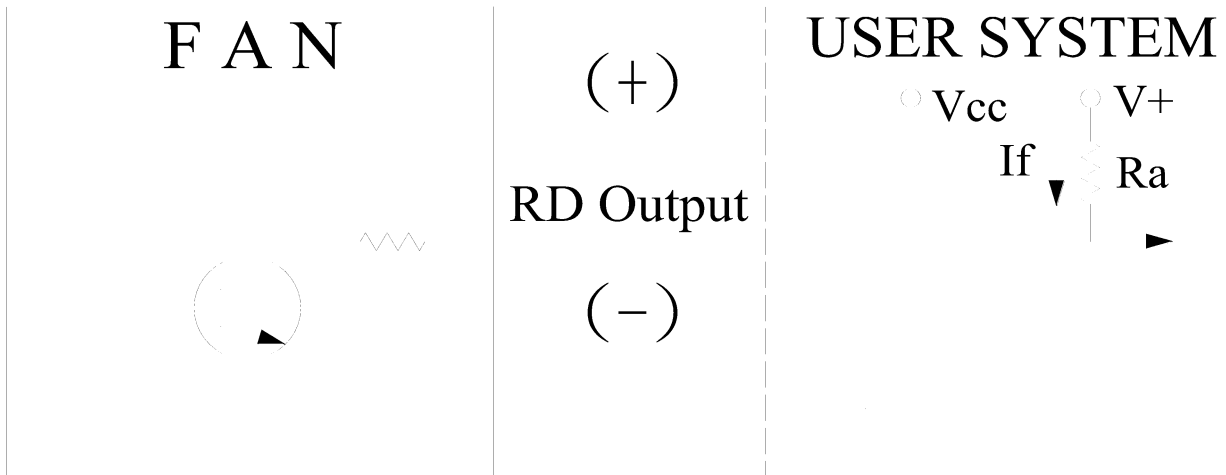 F A N
USER SYSTEM
(+)
Vcc
V+
If
Ra
RD Output
(-)